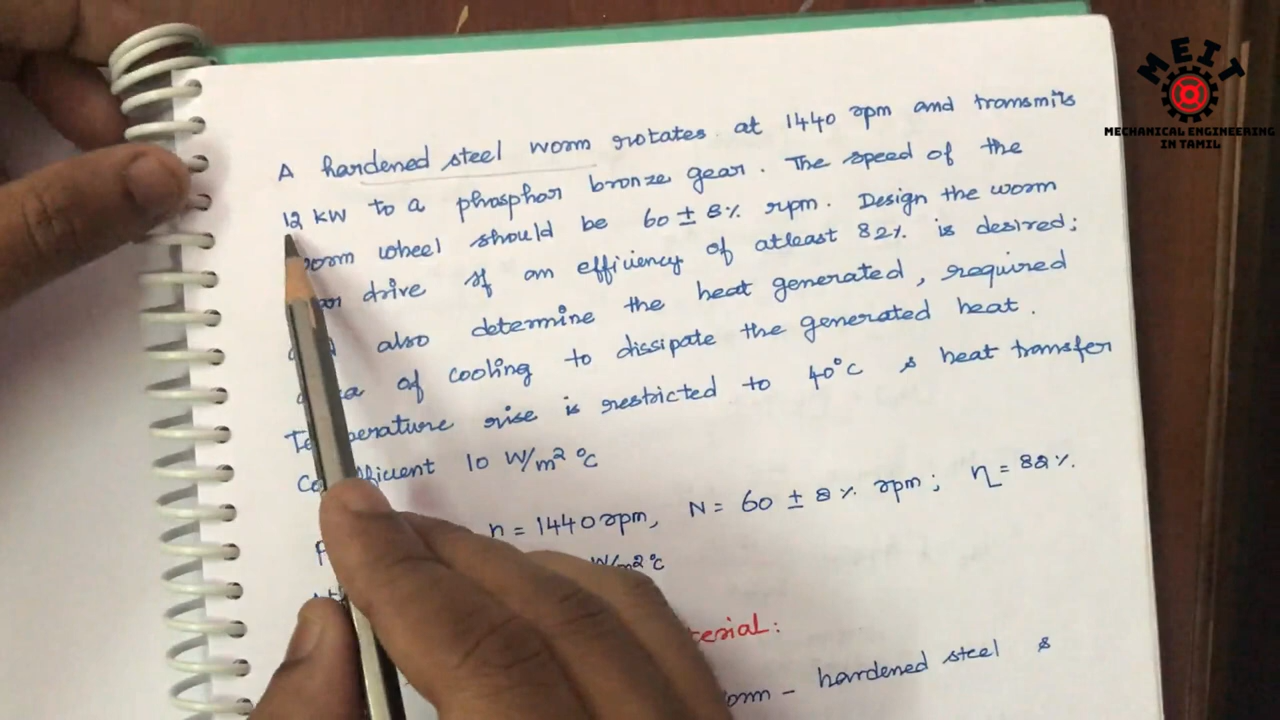 A hardened steel worm rotates at 1440 rpm and transmits
12 kW to a phosphor bronze gear. The speed of the
worm wheel should be 60 ± 8% rpm. Design the worm
drive if an efficiency of atleast 82% is desired;
also determine the heat generated, required
of cooling to dissipate the generated heat.
Temperature rise is restricted to 40°C & heat transfer
Coefficient 10 W/m² °C
n = 1440 rpm, N = 60 ± 8% rpm; η = 82%.
W/m² °C
worm - hardened steel &
MEIT
MECHANICAL ENGINEERING
IN TAMIL